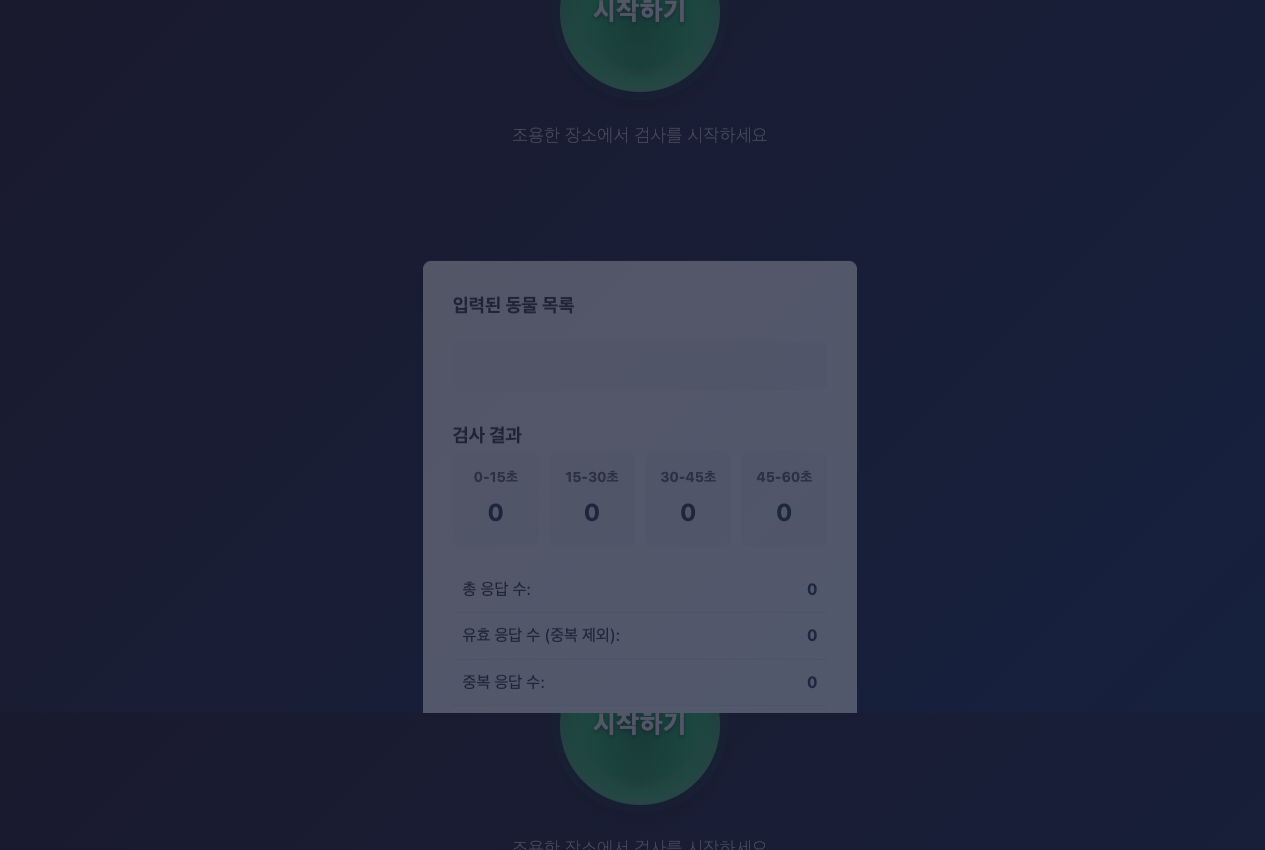 시작하기
조용한 장소에서 검사를 시작하세요
입력된 동물 목록
검사 결과
0-15초 15-30초 30-45초 45-60초
0 0 0 0
총 응답 수: 0
유효 응답 수 (중복 제외): 0
중복 응답 수: 0
시작하기
조용한 장소에서 검사를 시작하세요